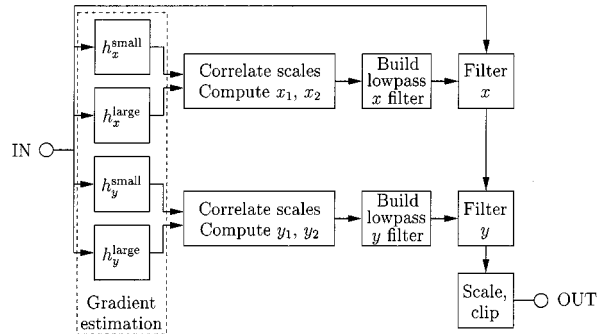 h_x^small
h_x^large
h_y^small
h_y^large
Gradient
estimation
IN
Correlate scales
Compute x₁, x₂
Build
lowpass
x filter
Filter
x
Correlate scales
Compute y₁, y₂
Build
lowpass
y filter
Filter
y
Scale,
clip
OUT